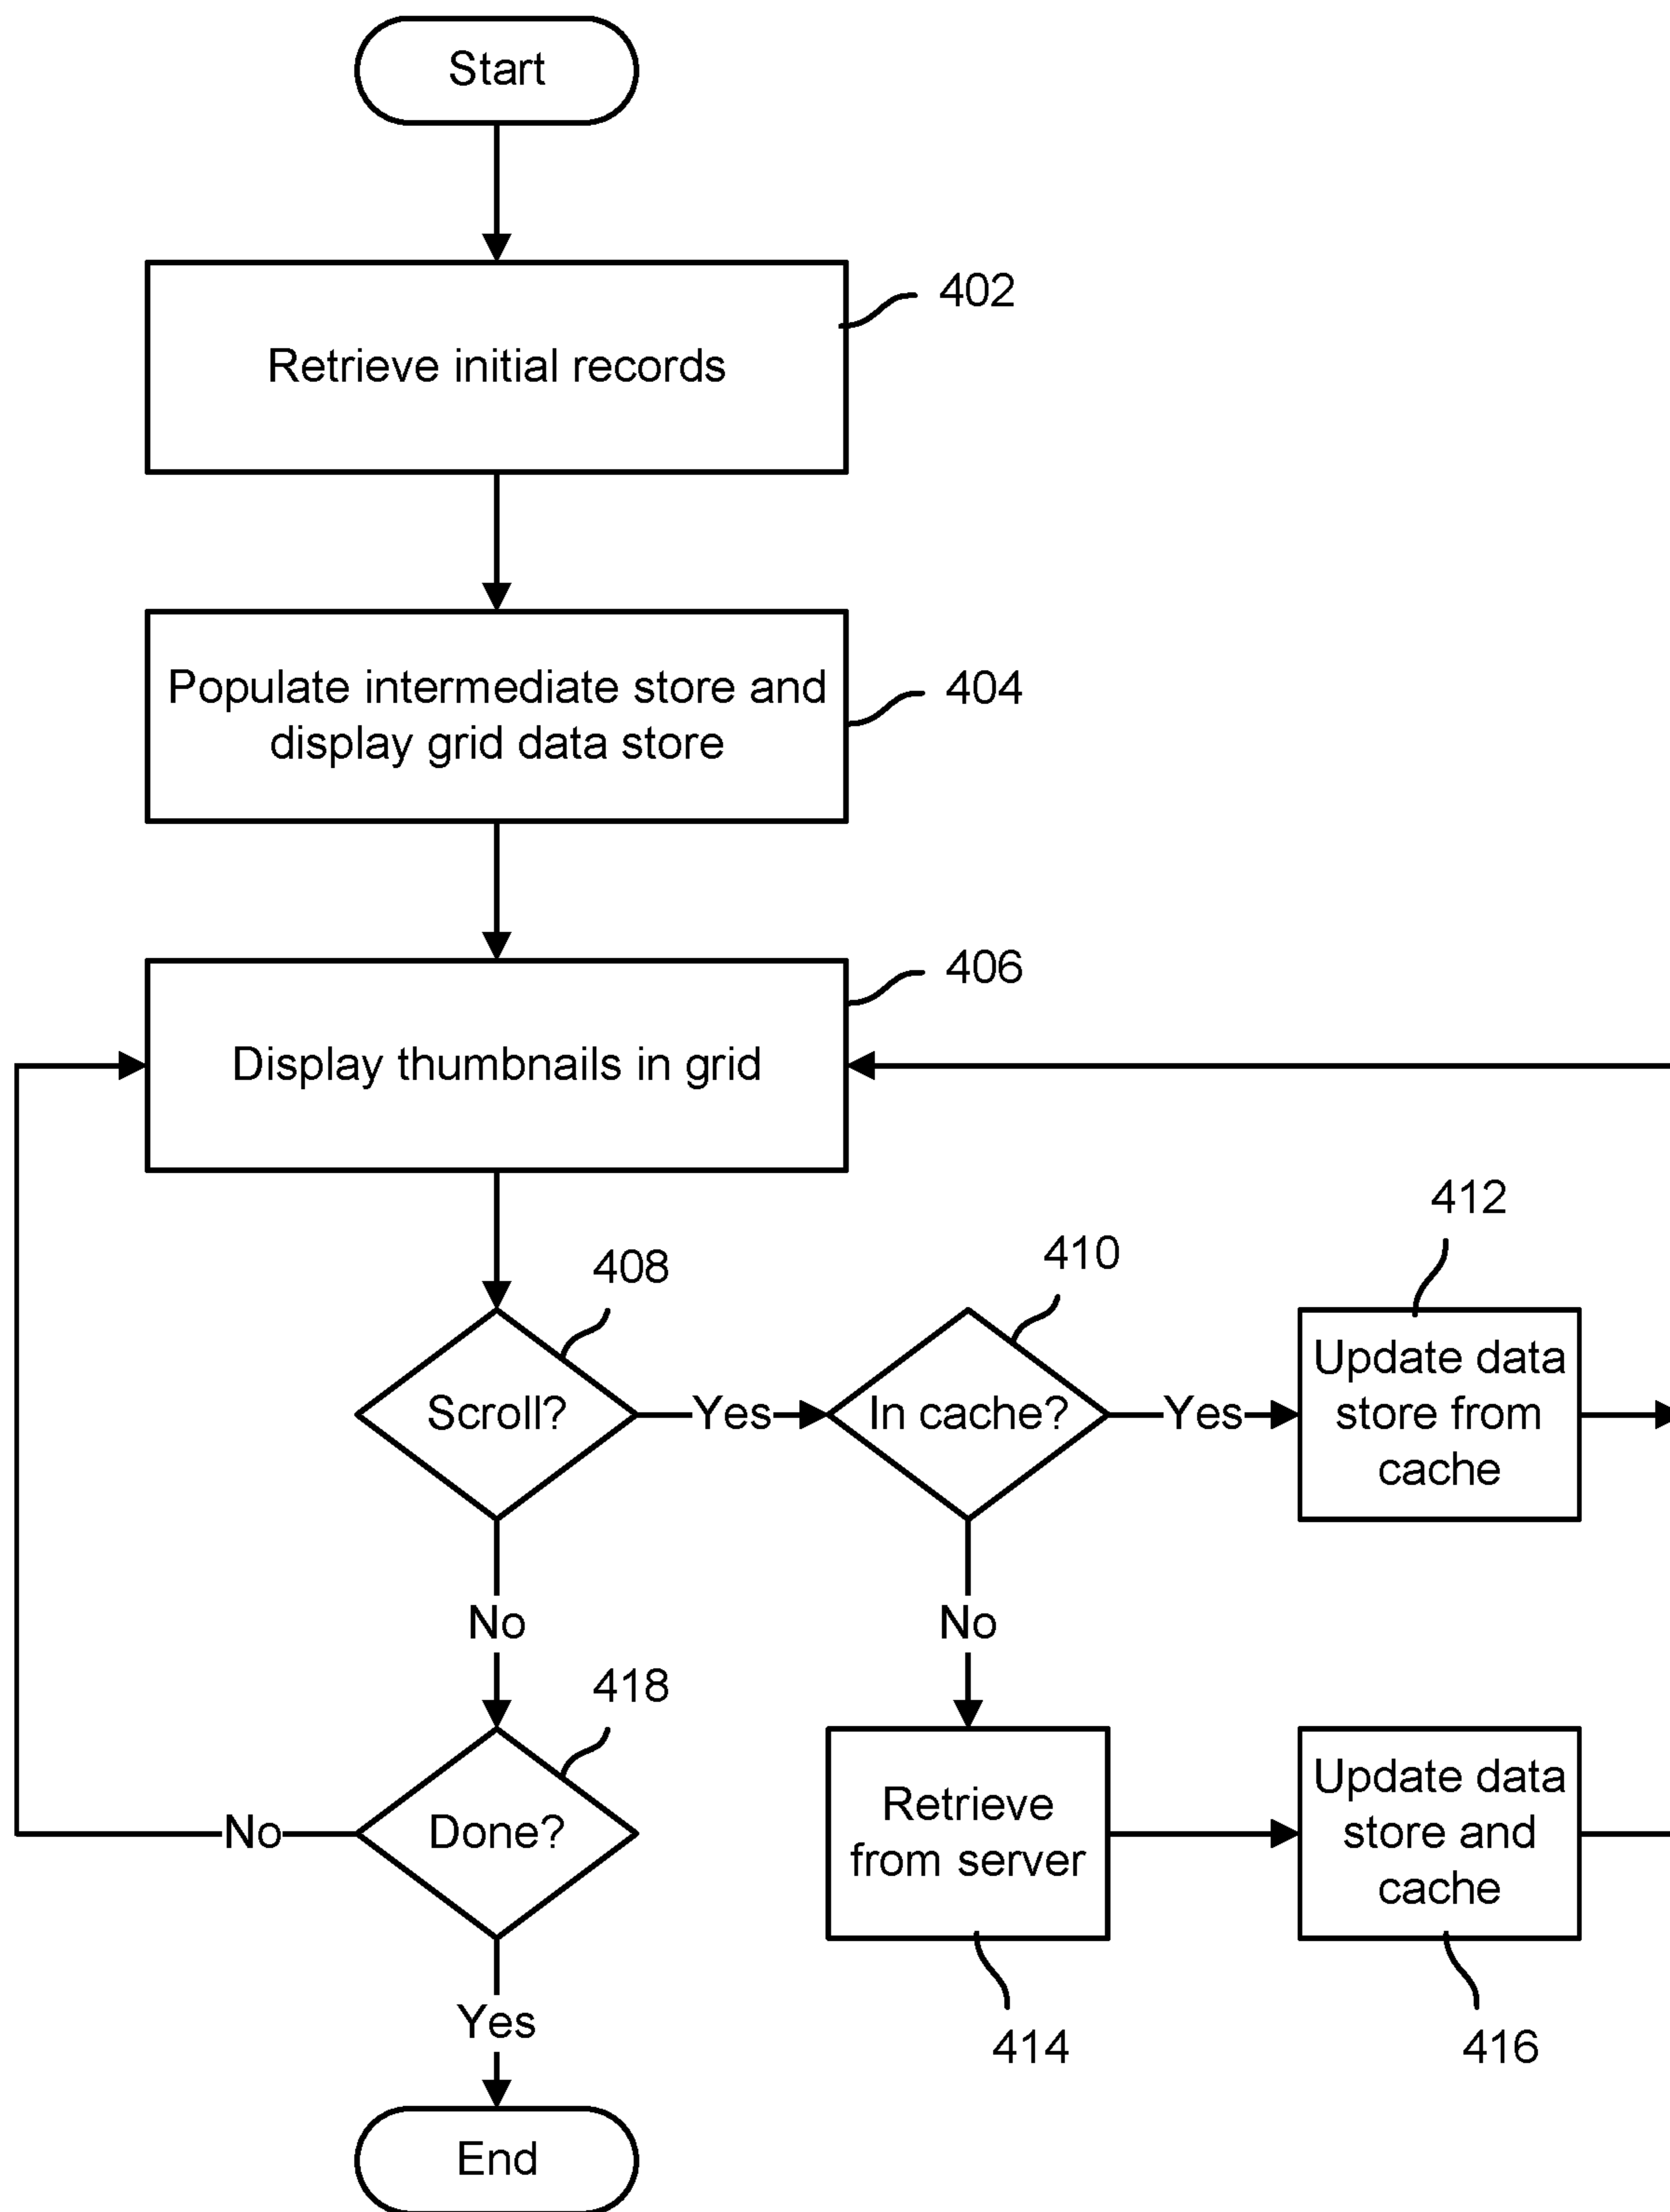 Start
402
Retrieve initial records
Populate intermediate store and
display grid data store
404
406
Display thumbnails in grid
408
Scroll?
Yes
410
In cache?
Yes
412
Update data
store from
cache
No
No
418
Done?
No
Retrieve
from server
414
Update data
store and
cache
416
Yes
End